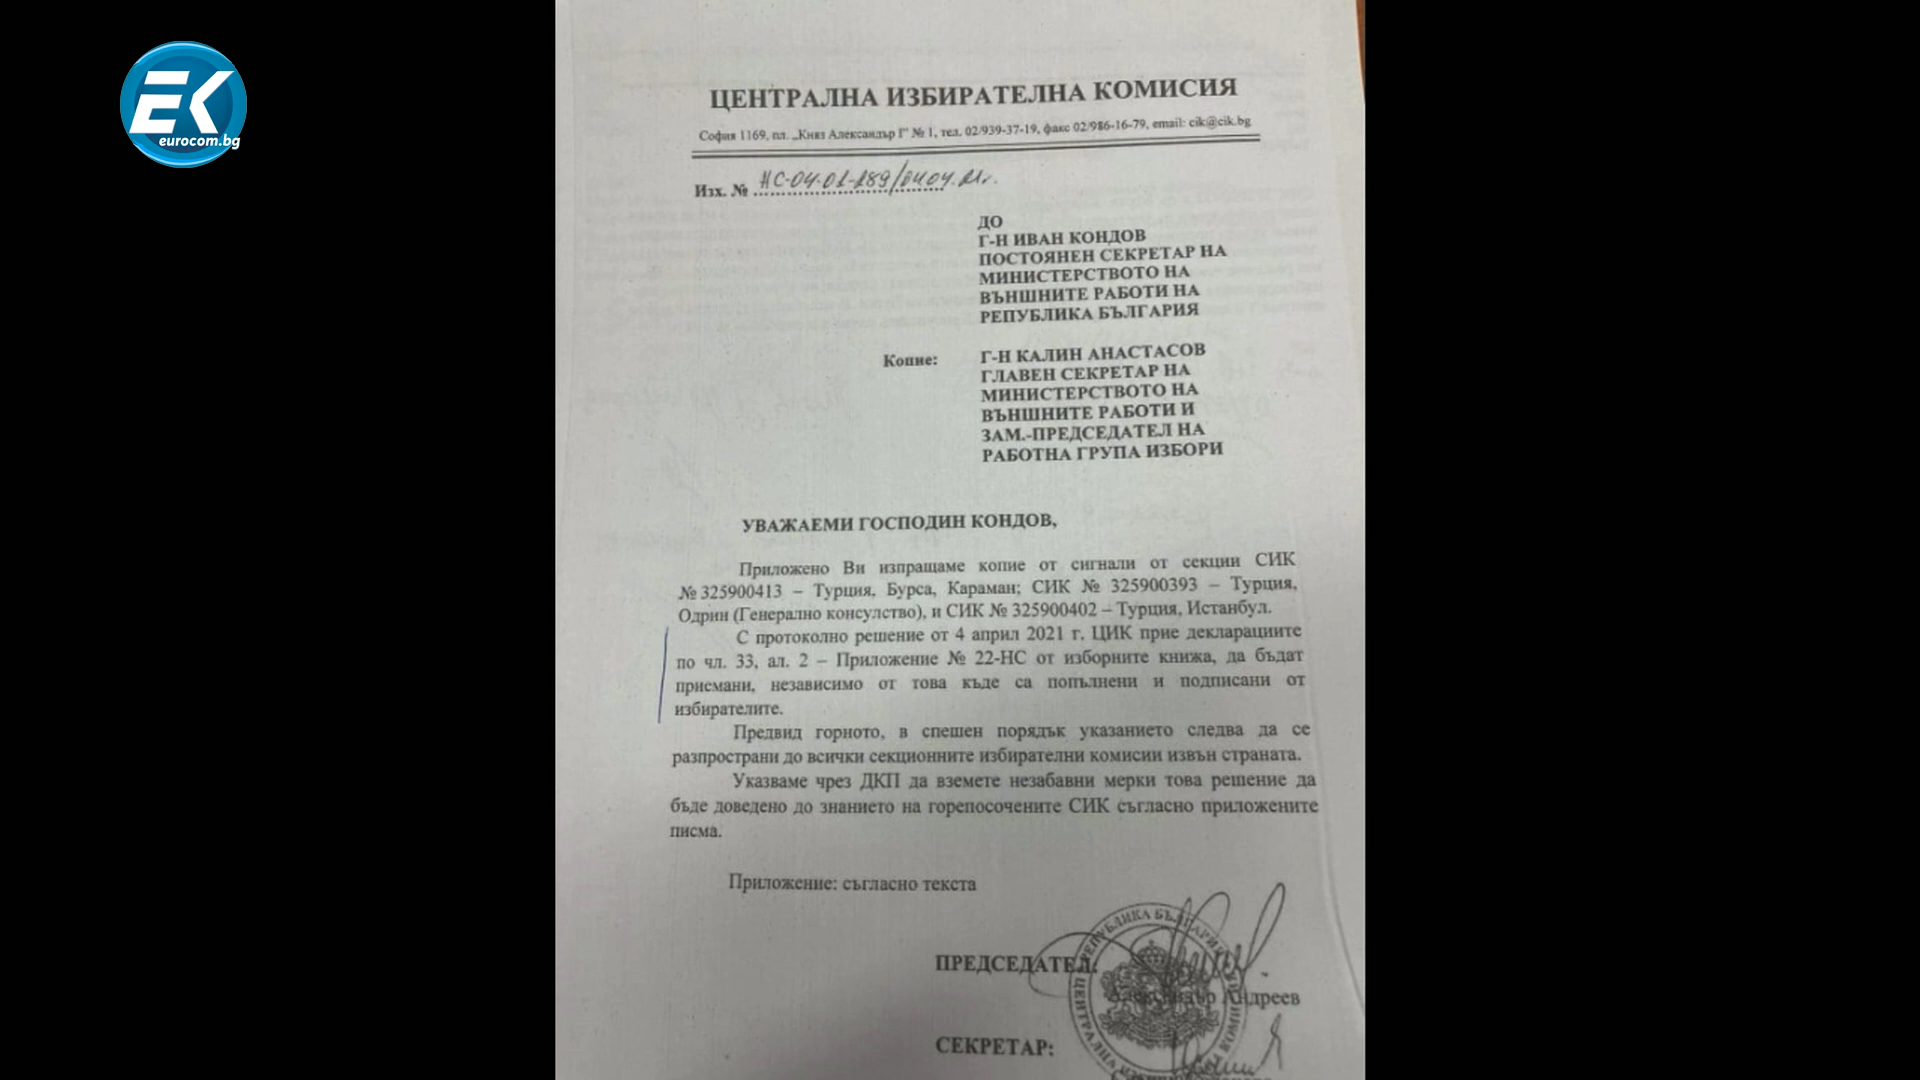 EK
eurocom.bg
ЦЕНТРАЛНА ИЗБИРАТЕЛНА КОМИСИЯ
София 1169, пл. „Княз Александър I" № 1, тел. 02/939-37-19, факс 02/986-16-79, email: cik@cik.bg
Изх. № НС-04-01-189/04.04.21г.
ДО
Г-Н ИВАН КОНДОВ
ПОСТОЯНЕН СЕКРЕТАР НА
МИНИСТЕРСТВОТО НА
ВЪНШНИТЕ РАБОТИ НА
РЕПУБЛИКА БЪЛГАРИЯ
Копие: Г-Н КАЛИН АНАСТАСОВ
ГЛАВЕН СЕКРЕТАР НА
МИНИСТЕРСТВОТО НА
ВЪНШНИТЕ РАБОТИ И
ЗАМ.-ПРЕДСЕДАТЕЛ НА
РАБОТНА ГРУПА ИЗБОРИ
УВАЖАЕМИ ГОСПОДИН КОНДОВ,
Приложено Ви изпращаме копие от сигнали от секции СИК
№ 325900413 – Турция, Бурса, Караман; СИК № 325900393 – Турция,
Одрин (Генерално консулство), и СИК № 325900402 – Турция, Истанбул.
С протоколно решение от 4 април 2021 г. ЦИК прие декларациите
по чл. 33, ал. 2 – Приложение № 22-НС от изборните книжа, да бъдат
приемани, независимо от това къде са попълнени и подписани от
избирателите.
Предвид горното, в спешен порядък указанието следва да се
разпространи до всички секционните избирателни комисии извън страната.
Указваме чрез ДКП да вземете незабавни мерки това решение да
бъде доведено до знанието на горепосочените СИК съгласно приложените
писма.
Приложение: съгласно текста
ПРЕДСЕДАТЕЛ:
Александър Андреев
СЕКРЕТАР: